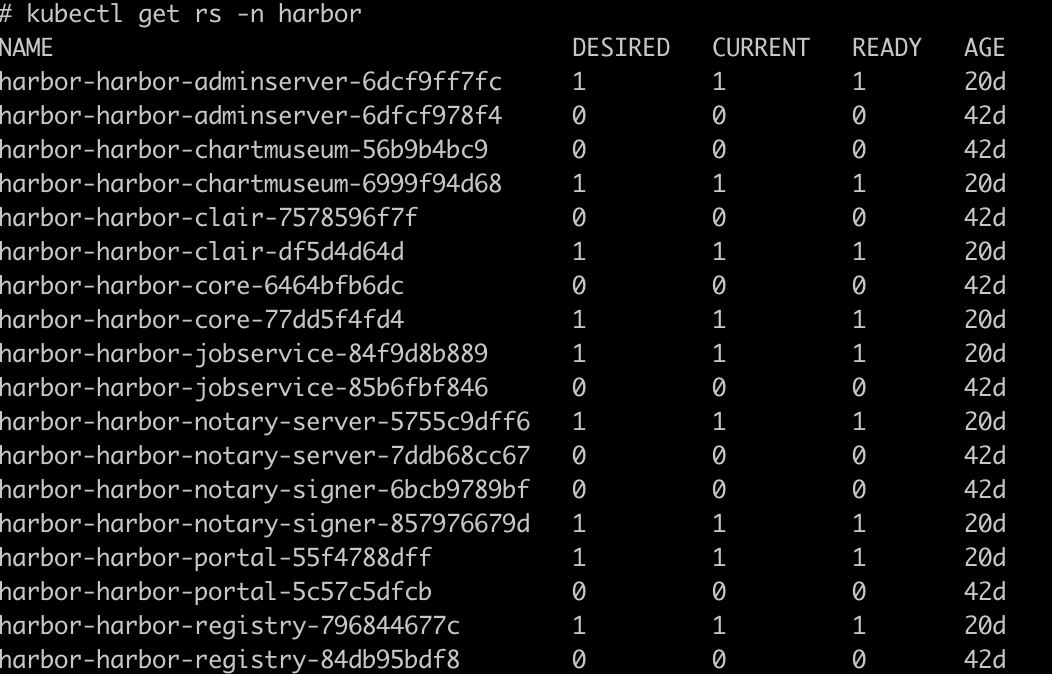 # kubectl get rs -n harbor
NAME DESIRED CURRENT READY AGE
harbor-harbor-adminserver-6dcf9ff7fc 1 1 1 20d
harbor-harbor-adminserver-6dfcf978f4 0 0 0 42d
harbor-harbor-chartmuseum-56b9b4bc9 0 0 0 42d
harbor-harbor-chartmuseum-6999f94d68 1 1 1 20d
harbor-harbor-clair-7578596f7f 0 0 0 42d
harbor-harbor-clair-df5d4d64d 1 1 1 20d
harbor-harbor-core-6464bfb6dc 0 0 0 42d
harbor-harbor-core-77dd5f4fd4 1 1 1 20d
harbor-harbor-jobservice-84f9d8b889 1 1 1 20d
harbor-harbor-jobservice-85b6fbf846 0 0 0 42d
harbor-harbor-notary-server-5755c9dff6 1 1 1 20d
harbor-harbor-notary-server-7ddb68cc67 0 0 0 42d
harbor-harbor-notary-signer-6bcb9789bf 0 0 0 42d
harbor-harbor-notary-signer-857976679d 1 1 1 20d
harbor-harbor-portal-55f4788dff 1 1 1 20d
harbor-harbor-portal-5c57c5dfcb 0 0 0 42d
harbor-harbor-registry-796844677c 1 1 1 20d
harbor-harbor-registry-84db95bdf8 0 0 0 42d